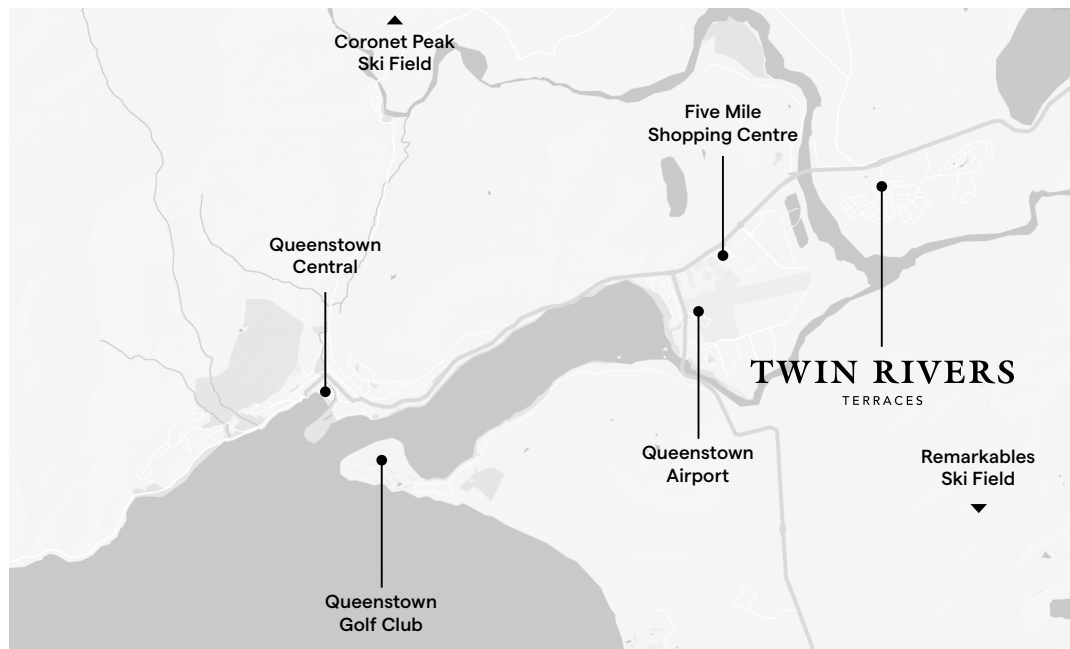 Coronet Peak
Ski Field
Five Mile
Shopping Centre
Queenstown
Central
TWIN RIVERS
TERRACES
Queenstown
Airport
Remarkables
Ski Field
Queenstown
Golf Club